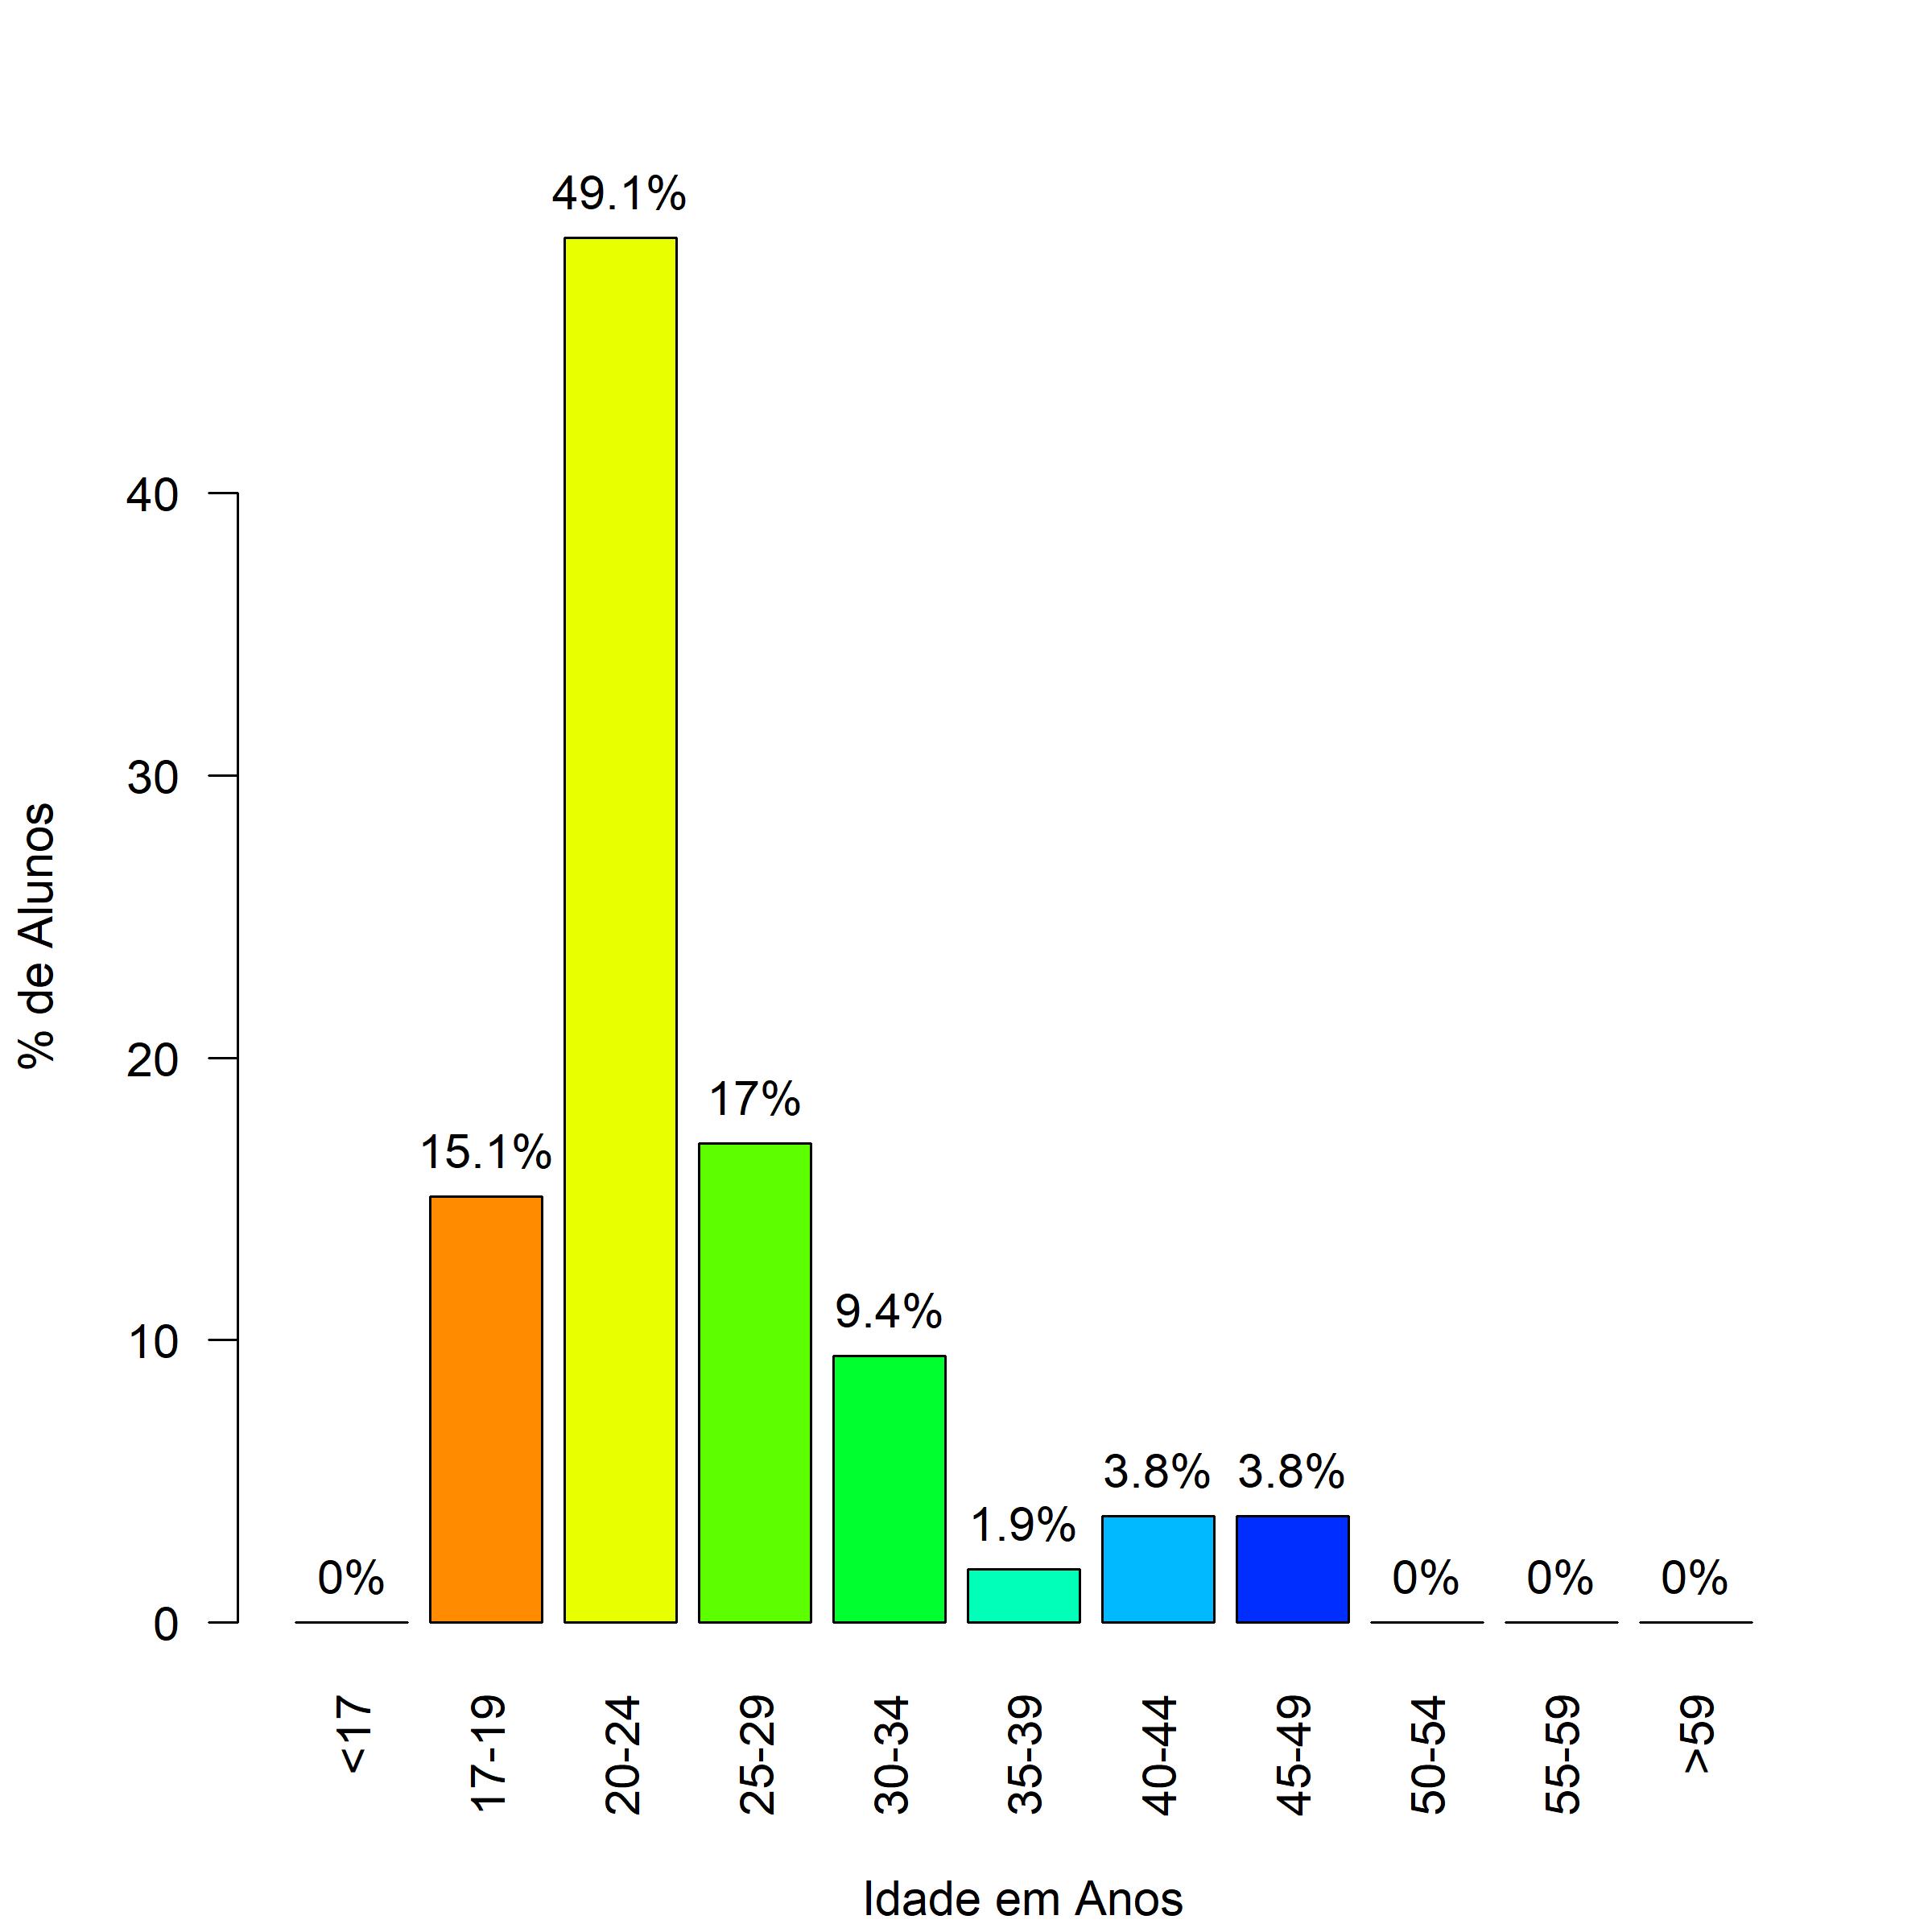 49.1%
40
30
% de Alunos
20
17%
15.1%
10
9.4%
3.8% 3.8%
1.9%
0% 0% 0% 0%
0
<17 17-19 20-24 25-29 30-34 35-39 40-44 45-49 50-54 55-59 >59
Idade em Anos